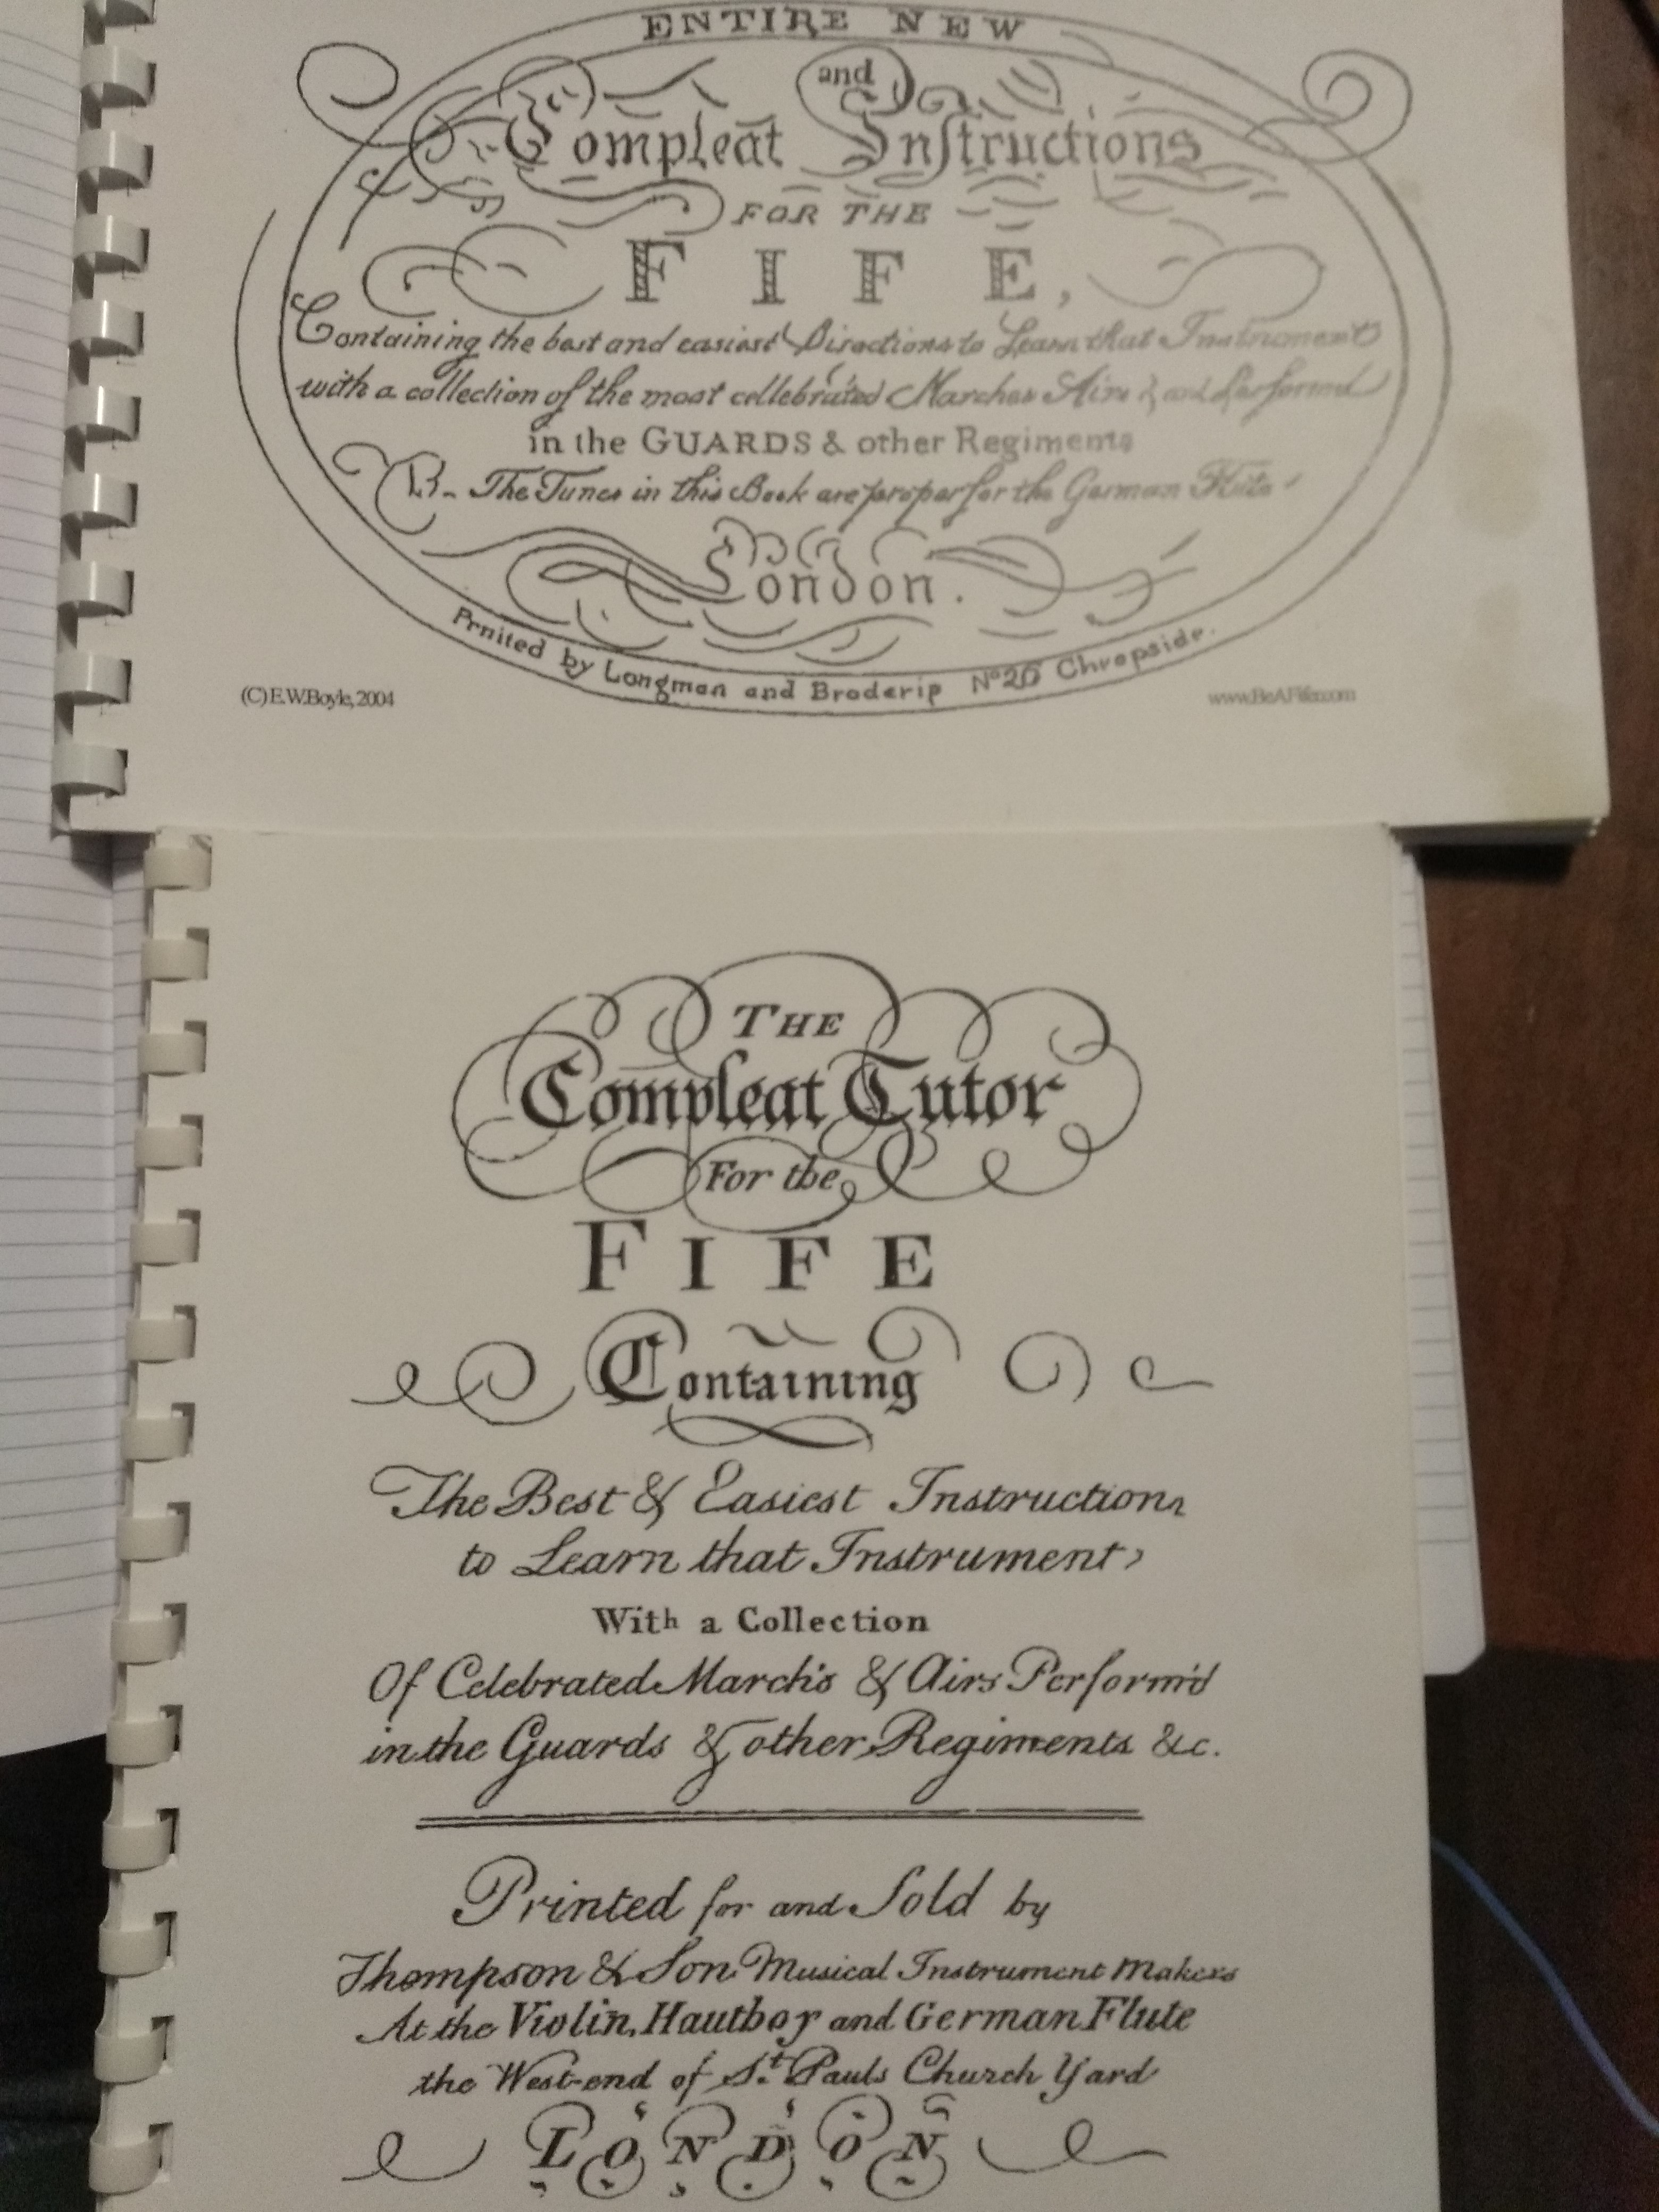 ENTIRE NEW
and
Compleat Instructions
FOR THE
FIFE,
Containing the best and easiest Directions to Learn that Instrument
with a collection of the most cellebrated Marches Airs &c and Performed
in the GUARDS & other Regiments
NB. The Tunes in this Book are proper for the German Flute
London.
Prnited by Longman and Broderip No 26 Chropside.
(C) E.W.Boyle, 2004
www.BeAFifer.com
THE
Compleat Tutor
For the
FIFE
Containing
The Best & Easiest Instructions
to Learn that Instrument,
With a Collection
Of Celebrated March's & Airs Perform'd
in the Guards & other Regiments &c.
Printed for and Sold by
Thompson & Son Musical Instrument Makers
At the Violin, Hautboy and German Flute
the West-end of St. Pauls Church Yard
LONDON